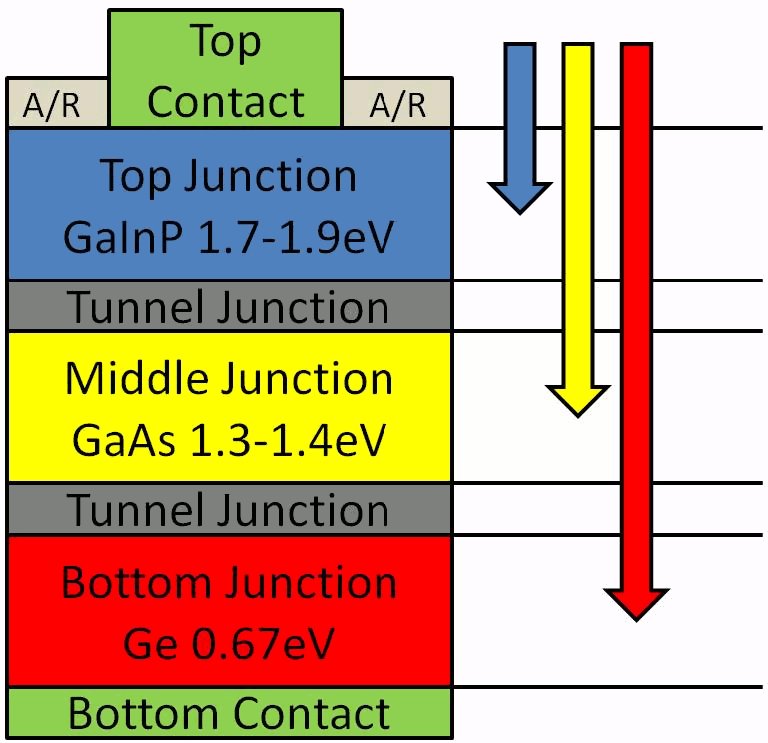 Top
Contact
A/R
A/R
Top Junction
GaInP 1.7-1.9eV
Tunnel Junction
Middle Junction
GaAs 1.3-1.4eV
Tunnel Junction
Bottom Junction
Ge 0.67eV
Bottom Contact